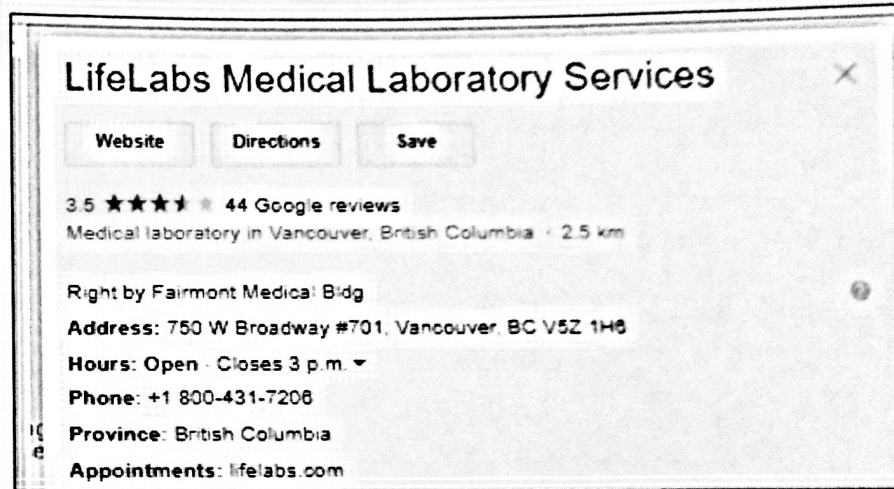 LifeLabs Medical Laboratory Services
Website Directions Save
3.5 44 Google reviews
Medical laboratory in Vancouver, British Columbia · 2.5 km
Right by Fairmont Medical Bldg
Address: 750 W Broadway #701, Vancouver, BC V5Z 1H6
Hours: Open · Closes 3 p.m.
Phone: +1 800-431-7206
Province: British Columbia
Appointments: lifelabs.com